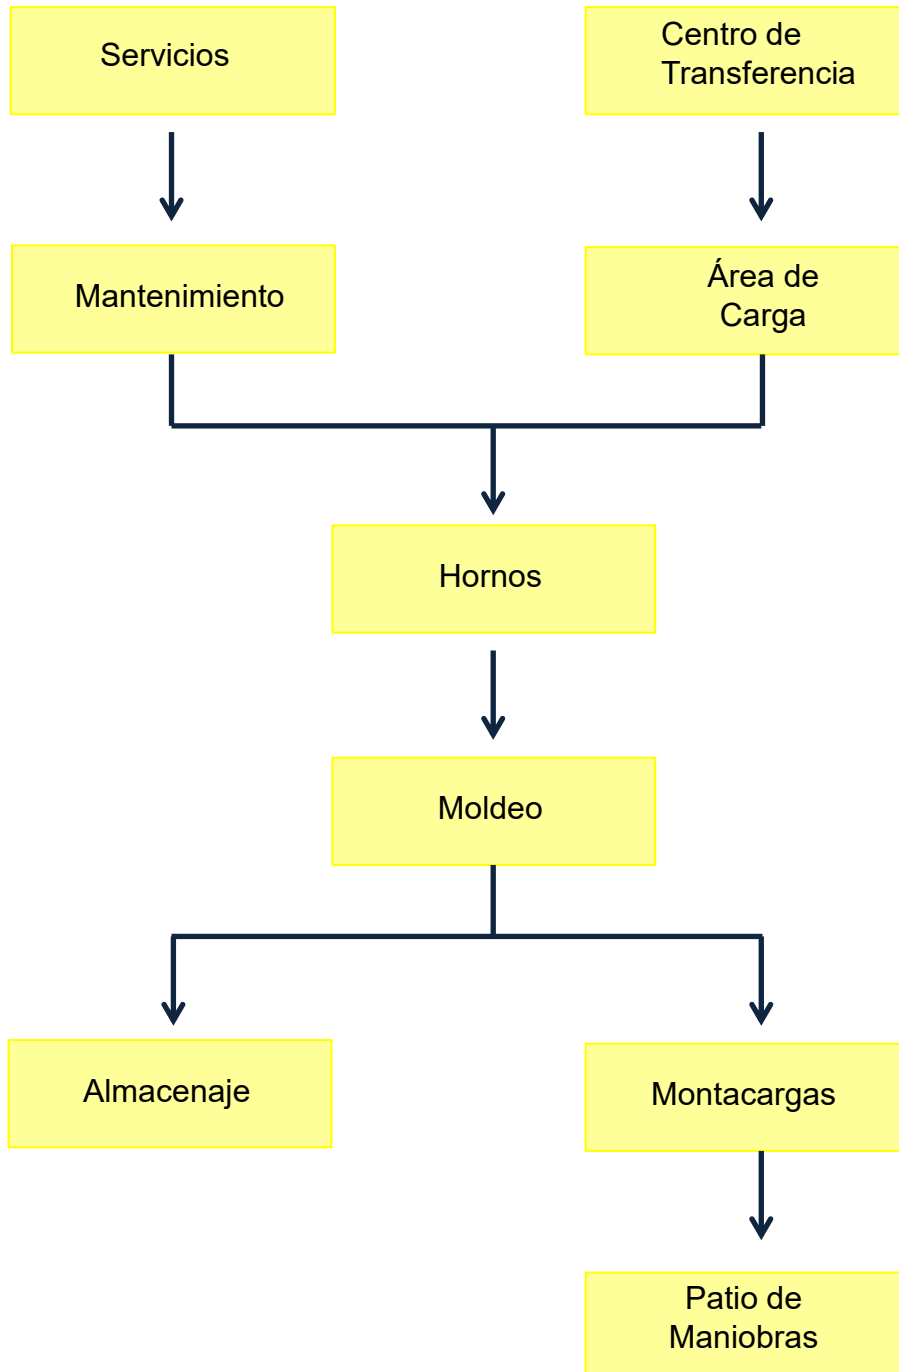 Servicios
Centro de
Transferencia
Mantenimiento
Área de
Carga
Hornos
Moldeo
Almacenaje
Montacargas
Patio de
Maniobras